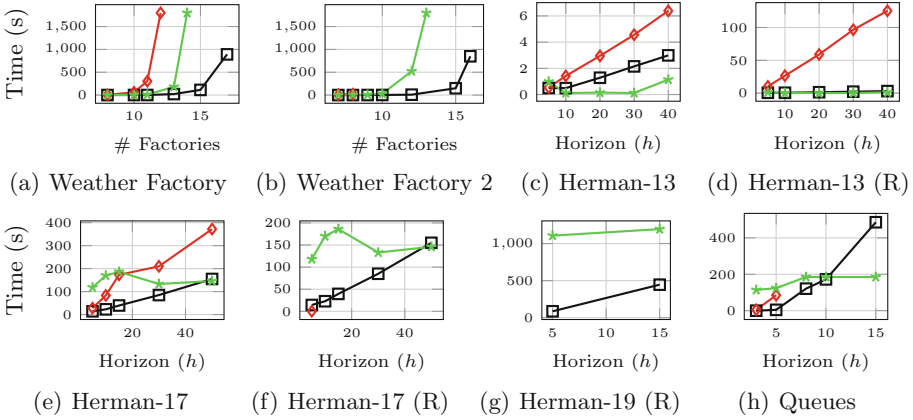 Time (s)
1,500
1,000
500
0
10 15
# Factories
(a) Weather Factory
1,500
1,000
500
0
10 15
# Factories
(b) Weather Factory 2
6
4
2
0
10 20 30 40
Horizon (h)
(c) Herman-13
100
50
0
10 20 30 40
Horizon (h)
(d) Herman-13 (R)
Time (s)
400
300
200
100
0
20 40
Horizon (h)
(e) Herman-17
200
150
100
50
0
20 40
Horizon (h)
(f) Herman-17 (R)
1,000
500
0
5 10 15
Horizon (h)
(g) Herman-19 (R)
400
200
0
5 10 15
Horizon (h)
(h) Queues